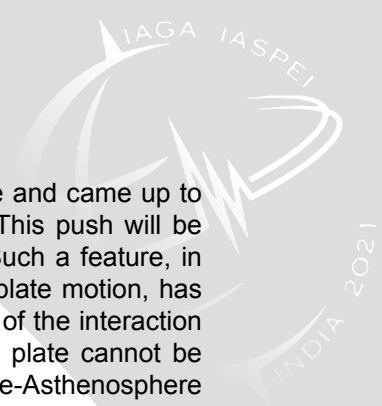 IAGA IASPEI
INDIA 2021
e and came up to
This push will be
Such a feature, in
plate motion, has
of the interaction
plate cannot be
e-Asthenosphere